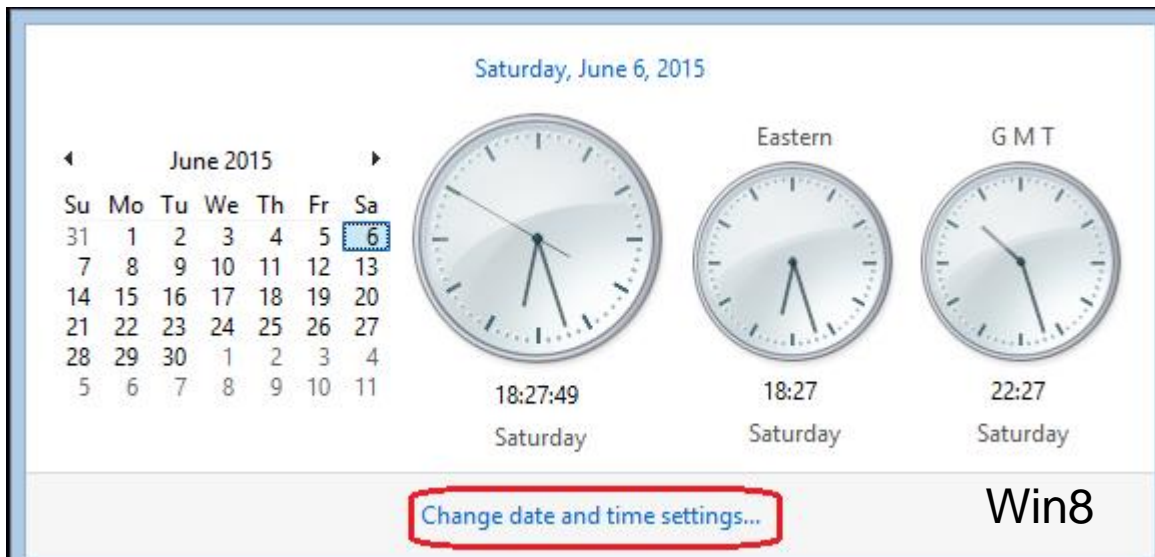 Saturday, June 6, 2015
June 2015
Su Mo Tu We Th Fr Sa
31 1 2 3 4 5 6
7 8 9 10 11 12 13
14 15 16 17 18 19 20
21 22 23 24 25 26 27
28 29 30 1 2 3 4
5 6 7 8 9 10 11
18:27:49
Saturday
Eastern
18:27
Saturday
G M T
22:27
Saturday
Change date and time settings...
Win8